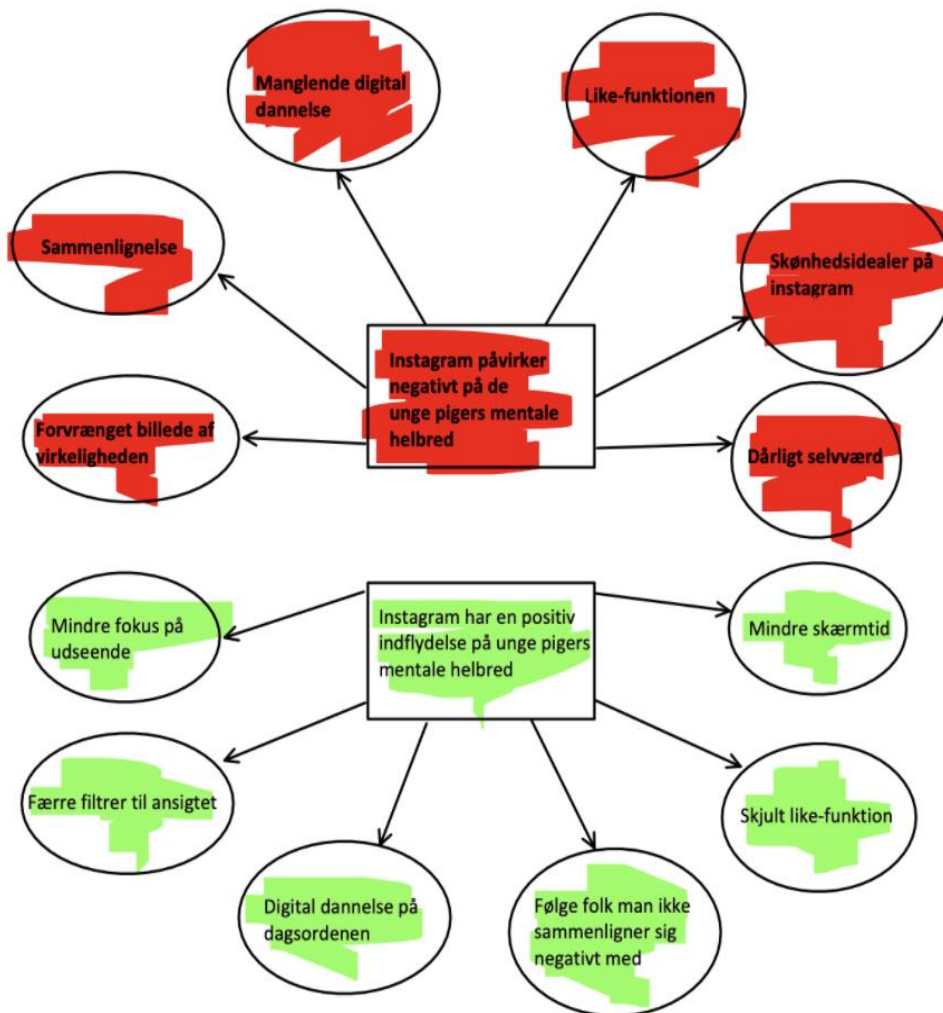 Manglende digital
dannelse
Like-funktionen
Sammenlignelse
Skønhedsidealer på
instagram
Instagram påvirker
negativt på de
unge pigers mentale
helbred
Forvrænget billede af
virkeligheden
Dårligt selvværd
Mindre fokus på
udseende
Instagram har en positiv
indflydelse på unge pigers
mentale helbred
Mindre skærmtid
Færre filtrer til ansigtet
Skjult like-funktion
Digital dannelse på
dagsordenen
Følge folk man ikke
sammenligner sig
negativt med